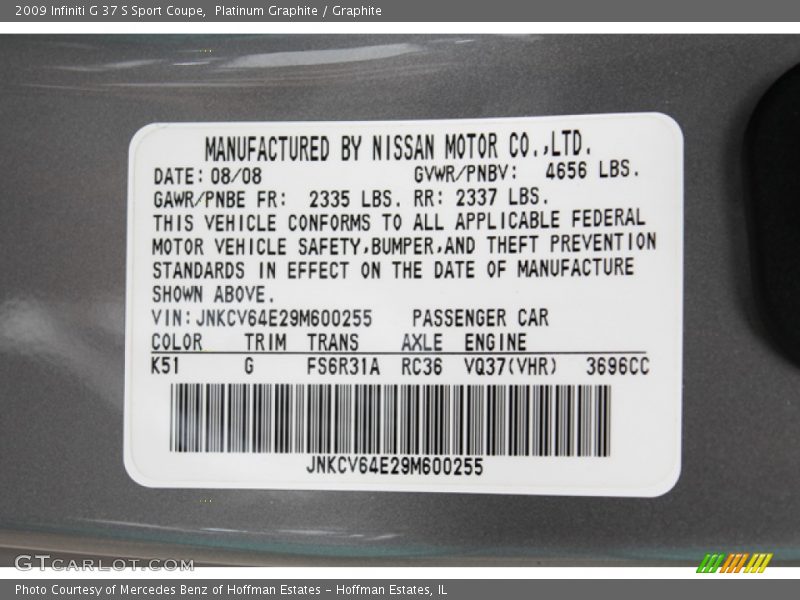 2009 Infiniti G 37 S Sport Coupe,  Platinum Graphite / Graphite
MANUFACTURED BY NISSAN MOTOR CO.,LTD.
DATE: 08/08 GVWR/PNBV: 4656 LBS.
GAWR/PNBE FR: 2335 LBS. RR: 2337 LBS.
THIS VEHICLE CONFORMS TO ALL APPLICABLE FEDERAL
MOTOR VEHICLE SAFETY,BUMPER,AND THEFT PREVENTION
STANDARDS IN EFFECT ON THE DATE OF MANUFACTURE
SHOWN ABOVE.
VIN: JNKCV64E29M600255 PASSENGER CAR
COLOR TRIM TRANS AXLE ENGINE
K51 G FS6R31A RC36 VQ37(VHR) 3696CC
JNKCV64E29M600255
GTCARLOT.COM
Photo Courtesy of Mercedes Benz of Hoffman Estates - Hoffman Estates, IL